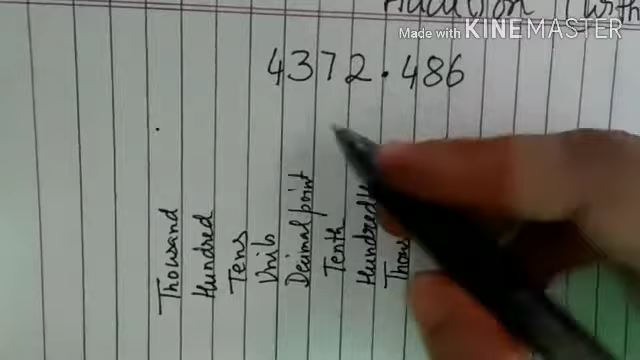 Made with KINEMASTER
4372.486
Thousand
Hundred
Tens
Units
Decimal point
Tenth